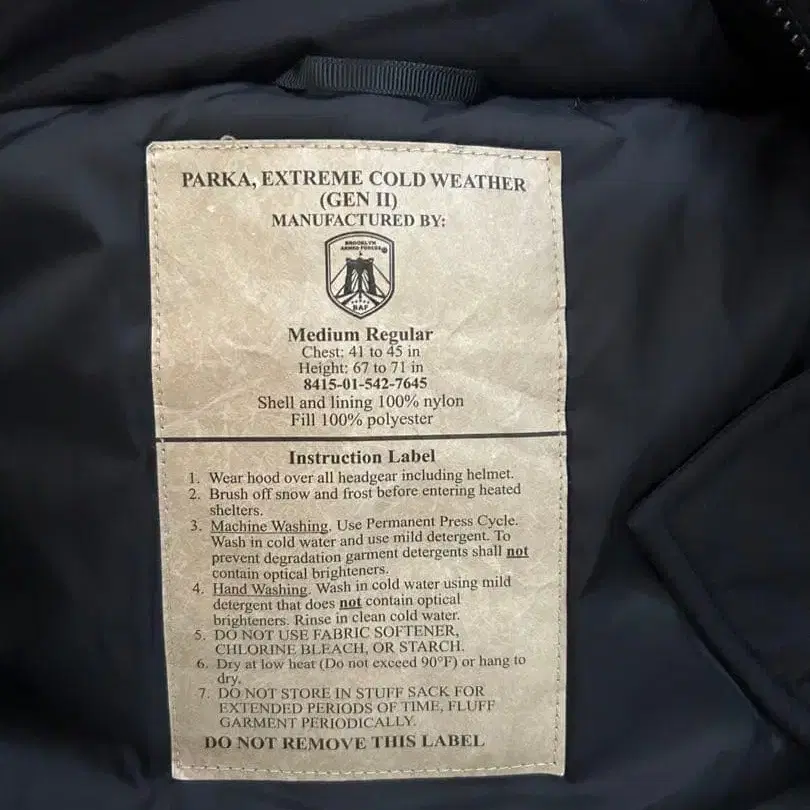 PARKA, EXTREME COLD WEATHER
(GEN II)
MANUFACTURED BY:
BROOKLYN
ARMED FORCES
BAF
Medium Regular
Chest: 41 to 45 in
Height: 67 to 71 in
8415-01-542-7645
Shell and lining 100% nylon
Fill 100% polyester
Instruction Label
1. Wear hood over all headgear including helmet.
2. Brush off snow and frost before entering heated
shelters.
3. Machine Washing. Use Permanent Press Cycle.
Wash in cold water and use mild detergent. To
prevent degradation garment detergents shall not
contain optical brighteners.
4. Hand Washing. Wash in cold water using mild
detergent that does not contain optical
brighteners. Rinse in clean cold water.
5. DO NOT USE FABRIC SOFTENER,
CHLORINE BLEACH, OR STARCH.
6. Dry at low heat (Do not exceed 90°F) or hang to
dry.
7. DO NOT STORE IN STUFF SACK FOR
EXTENDED PERIODS OF TIME, FLUFF
GARMENT PERIODICALLY.
DO NOT REMOVE THIS LABEL